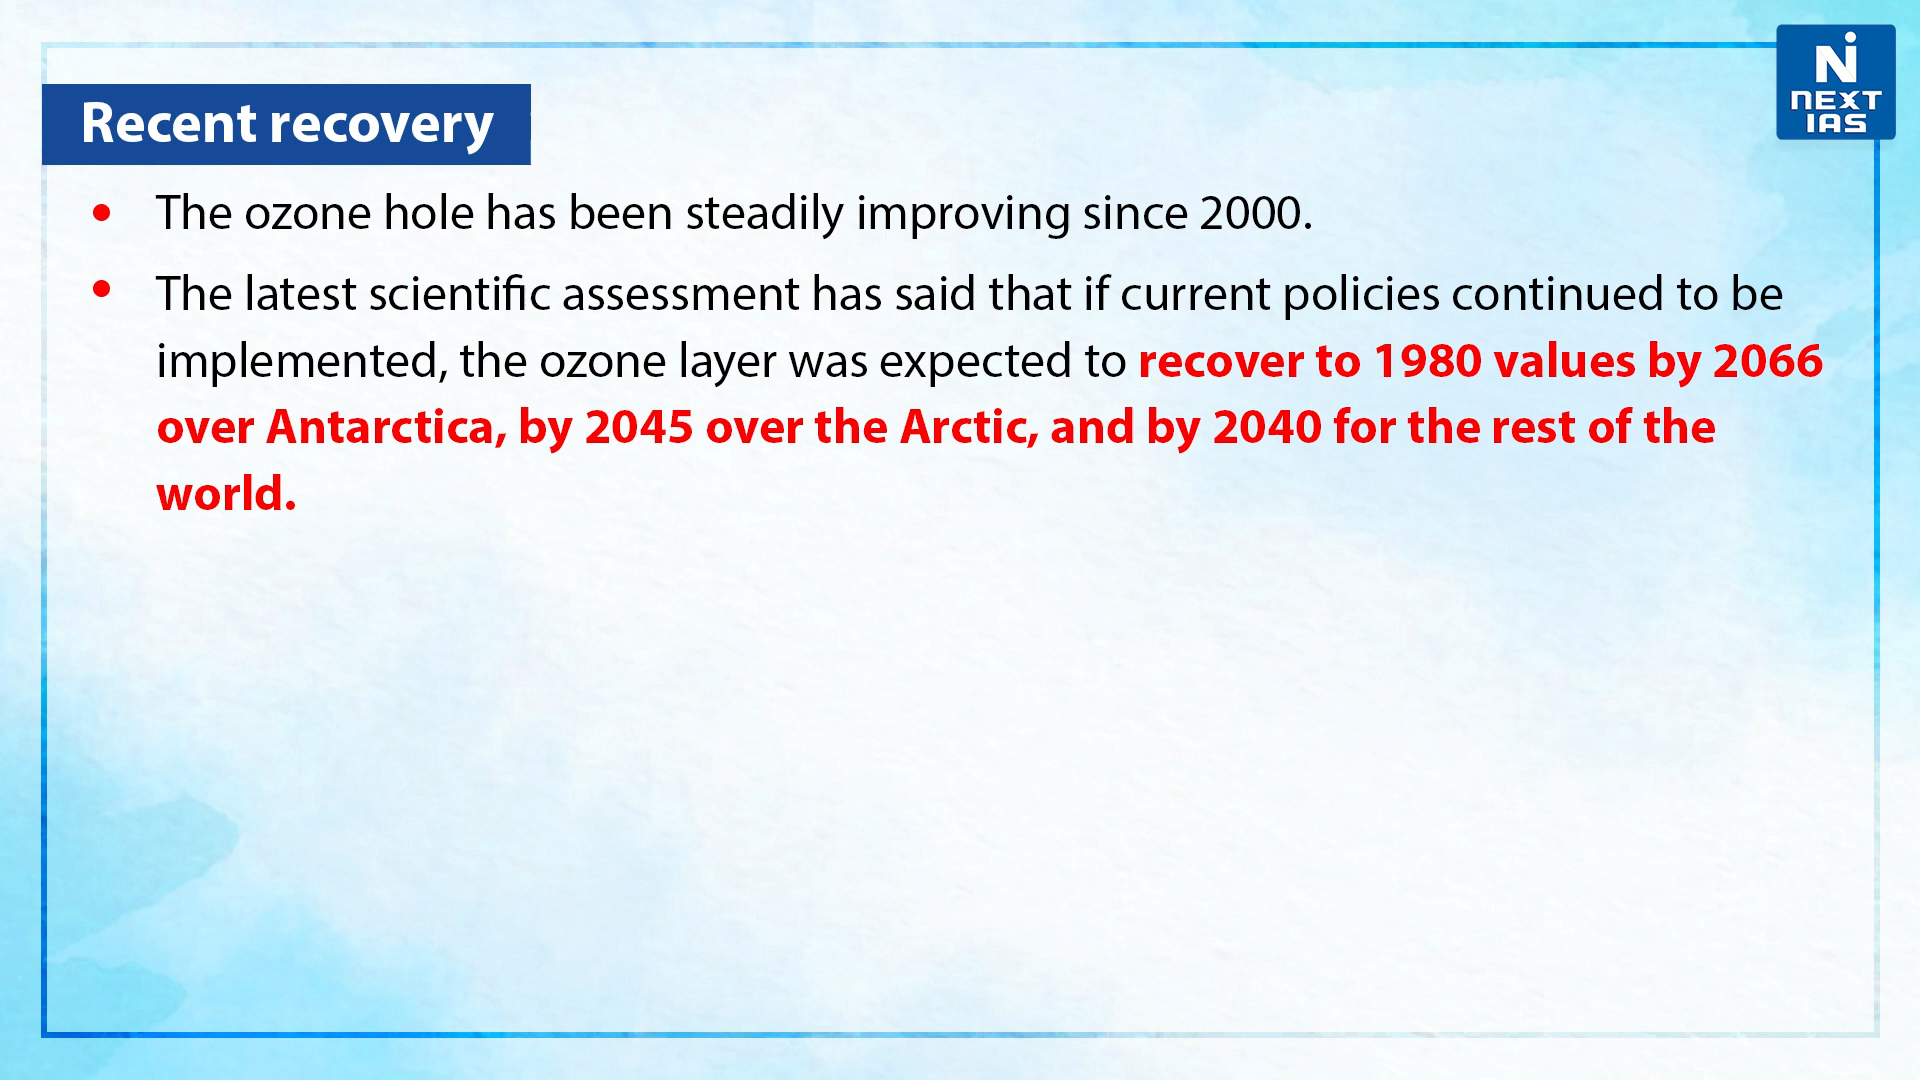 NEXT
IAS
Recent recovery
• The ozone hole has been steadily improving since 2000.
• The latest scientific assessment has said that if current policies continued to be
implemented, the ozone layer was expected to recover to 1980 values by 2066
over Antarctica, by 2045 over the Arctic, and by 2040 for the rest of the
world.